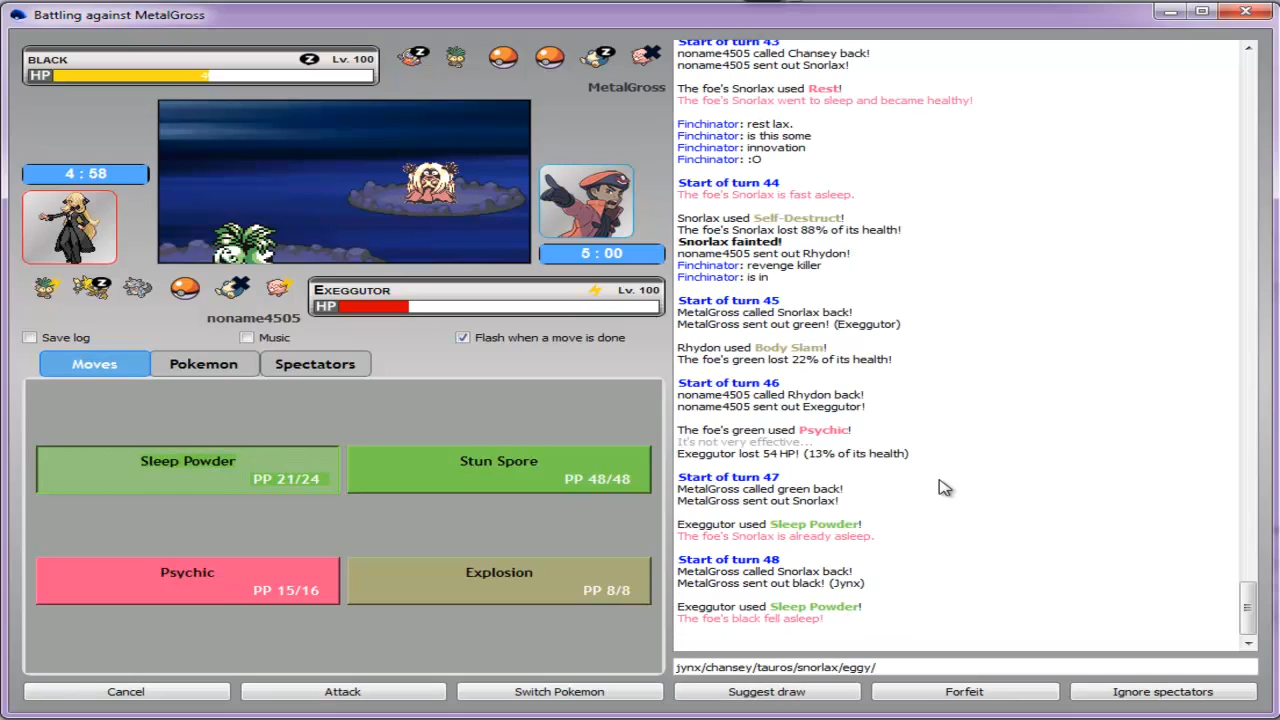 Battling against MetalGross
BLACK Z Lv. 100
HP
MetalGross
4 : 58
5 : 00
EXEGGUTOR Lv. 100
HP
noname4505
Save log
Music
Flash when a move is done
Moves
Pokemon
Spectators
Sleep Powder
PP 21/24
Stun Spore
PP 48/48
Psychic
PP 15/16
Explosion
PP 8/8
Cancel
Attack
Switch Pokemon
Start of turn 43
noname4505 called Chansey back!
noname4505 sent out Snorlax!
The foe's Snorlax used Rest!
The foe's Snorlax went to sleep and became healthy!
Finchinator: rest lax.
Finchinator: is this some
Finchinator: innovation
Finchinator: :O
Start of turn 44
The foe's Snorlax is fast asleep.
Snorlax used Self-Destruct!
The foe's Snorlax lost 88% of its health!
Snorlax fainted!
noname4505 sent out Rhydon!
Finchinator: revenge killer
Finchinator: is in
Start of turn 45
MetalGross called Snorlax back!
MetalGross sent out green! (Exeggutor)
Rhydon used Body Slam!
The foe's green lost 22% of its health!
Start of turn 46
noname4505 called Rhydon back!
noname4505 sent out Exeggutor!
The foe's green used Psychic!
It's not very effective...
Exeggutor lost 54 HP! (13% of its health)
Start of turn 47
MetalGross called green back!
MetalGross sent out Snorlax!
Exeggutor used Sleep Powder!
The foe's Snorlax is already asleep.
Start of turn 48
MetalGross called Snorlax back!
MetalGross sent out black! (Jynx)
Exeggutor used Sleep Powder!
The foe's black fell asleep!
jynx/chansey/tauros/snorlax/eggy/
Suggest draw
Forfeit
Ignore spectators